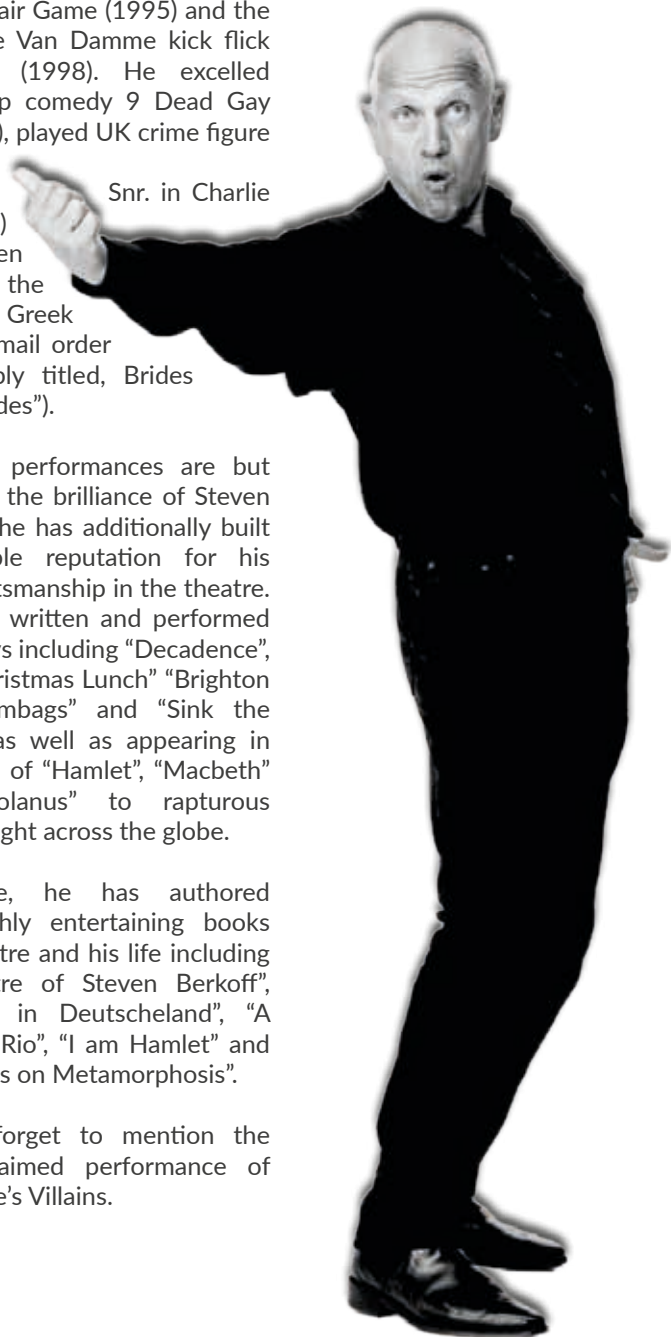 air Game (1995) and the
e Van Damme kick flick
(1998). He excelled
p comedy 9 Dead Gay
), played UK crime figure
Snr. in Charlie
)
en
the
Greek
mail order
bly titled, Brides
des”).
performances are but
the brilliance of Steven
he has additionally built
ble reputation for his
tsmanship in the theatre.
written and performed
s including “Decadence”,
ristmas Lunch” “Brighton
mbags” and “Sink the
as well as appearing in
of “Hamlet”, “Macbeth”
olanus” to rapturous
ght across the globe.
e, he has authored
hly entertaining books
tre and his life including
re of Steven Berkoff”,
in Deutscheland”, “A
Rio”, “I am Hamlet” and
s on Metamorphosis”.
forget to mention the
aimed performance of
e’s Villains.